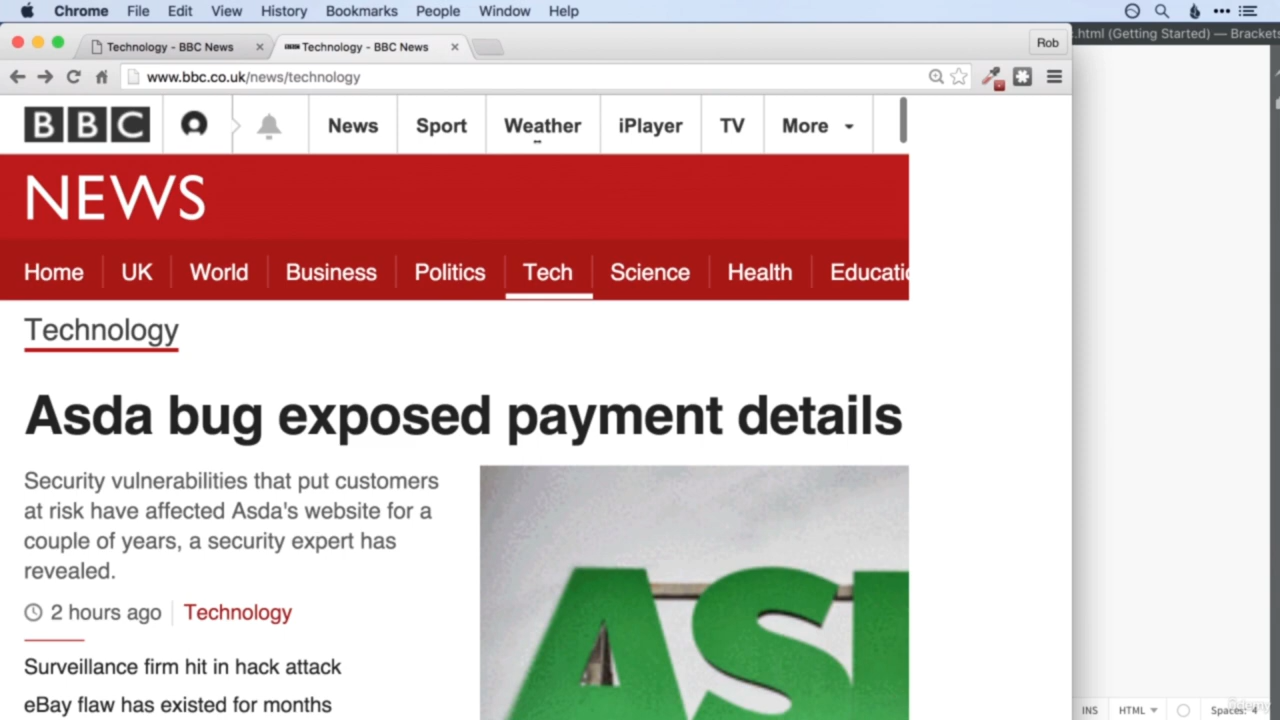 Chrome File Edit View History Bookmarks People Window Help
Technology - BBC News
Technology - BBC News
Rob
.html (Getting Started) — Brackets
www.bbc.co.uk/news/technology
BBC
News Sport Weather iPlayer TV More
NEWS
Home UK World Business Politics Tech Science Health Educatio
Technology
Asda bug exposed payment details
Security vulnerabilities that put customers
at risk have affected Asda's website for a
couple of years, a security expert has
revealed.
2 hours ago Technology
Surveillance firm hit in hack attack
eBay flaw has existed for months
AS
INS HTML Spaces: 4
udemy